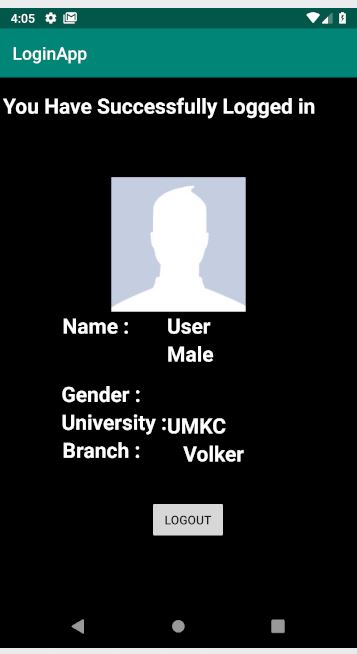 4:05
LoginApp
You Have Successfully Logged in
Name : User
Male
Gender :
University :UMKC
Branch : Volker
LOGOUT